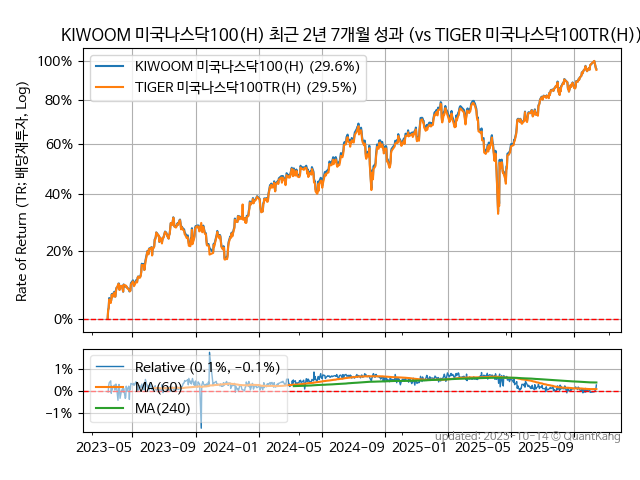 KIWOOM 미국나스닥100(H) 최근 2년 7개월 성과 (vs TIGER 미국나스닥100TR(H))
Rate of Return (TR: 배당재투자, Log)
100%
80%
60%
40%
20%
0%
KIWOOM 미국나스닥100(H) (29.6%)
TIGER 미국나스닥100TR(H) (29.5%)
1%
0%
−1%
Relative (0.1%, −0.1%)
MA(60)
MA(240)
updated: 2025-10-14 © QuantKang
2023−05 2023−09 2024−01 2024−05 2024−09 2025−01 2025−05 2025−09